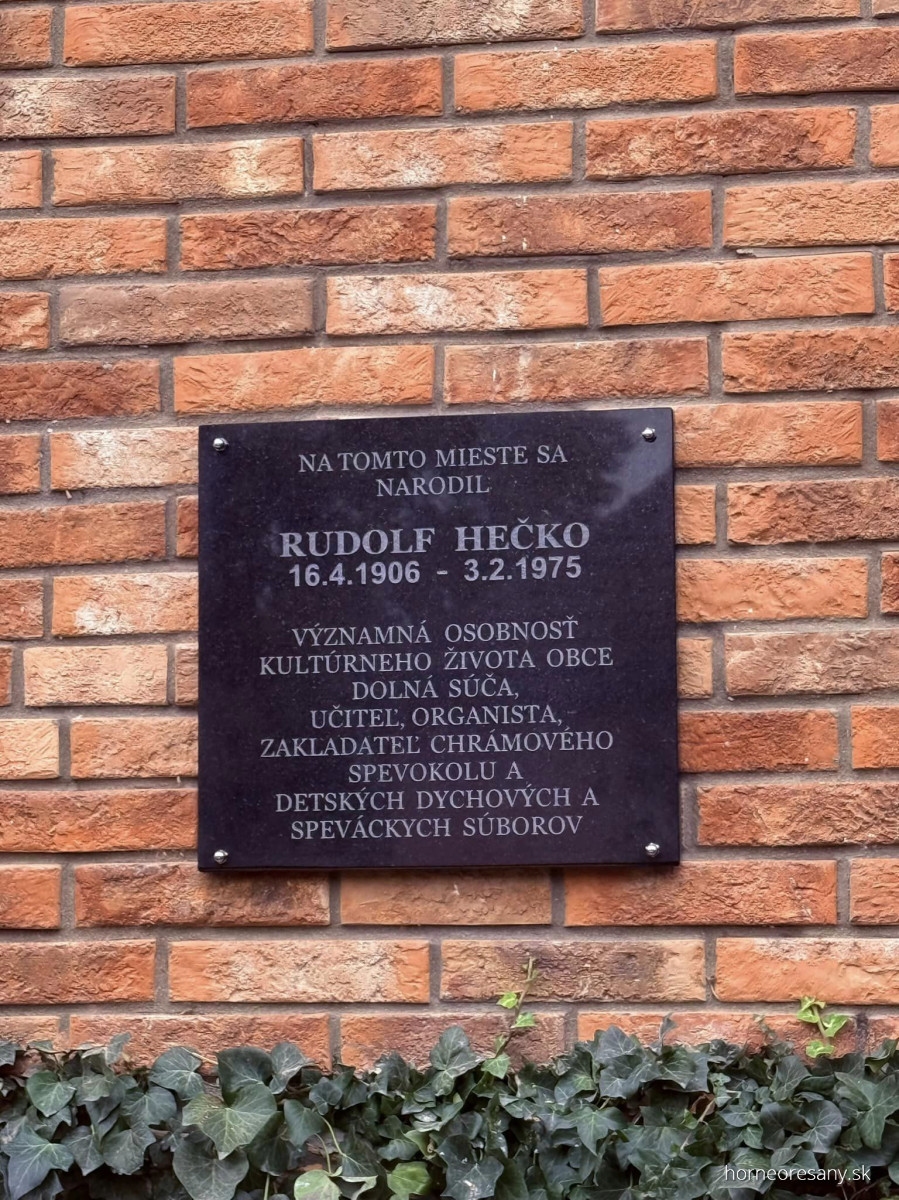 NA TOMTO MIESTE SA
NARODIL
RUDOLF HEČKO
16.4.1906 - 3.2.1975
VÝZNAMNÁ OSOBNOSŤ
KULTÚRNEHO ŽIVOTA OBCE
DOLNÁ SÚČA,
UČITEĽ, ORGANISTA,
ZAKLADATEĽ CHRÁMOVÉHO
SPEVOKOLU A
DETSKÝCH DYCHOVÝCH A
SPEVÁCKYCH SÚBOROV
horneoresany.sk